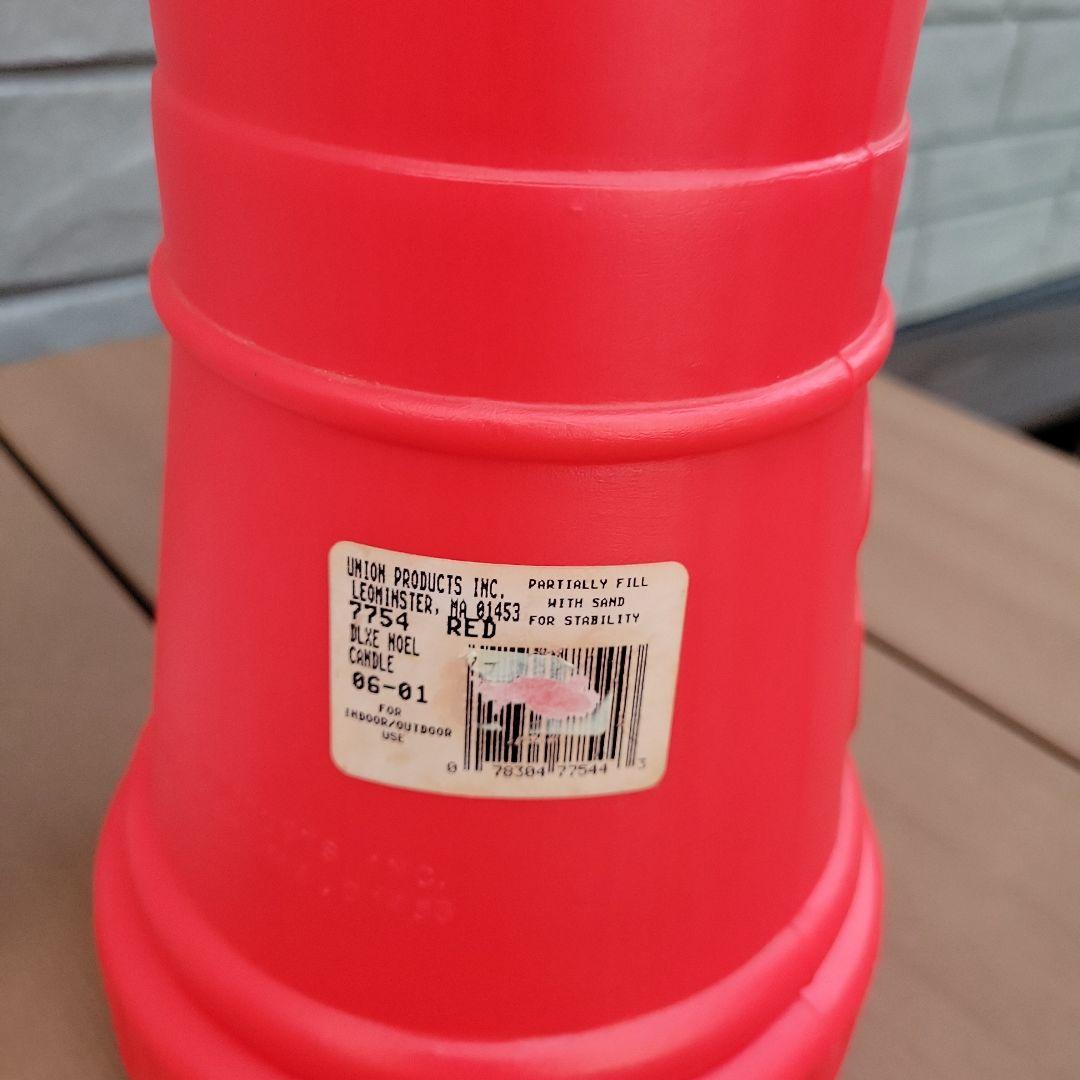 UNION PRODUCTS INC.
LEOMINSTER, MA 01453
7754 RED
DLXE NOEL
CANDLE
06-01
FOR
INDOOR/OUTDOOR
USE
PARTIALLY FILL
WITH SAND
FOR STABILITY
0 78304 77544 3
INC.